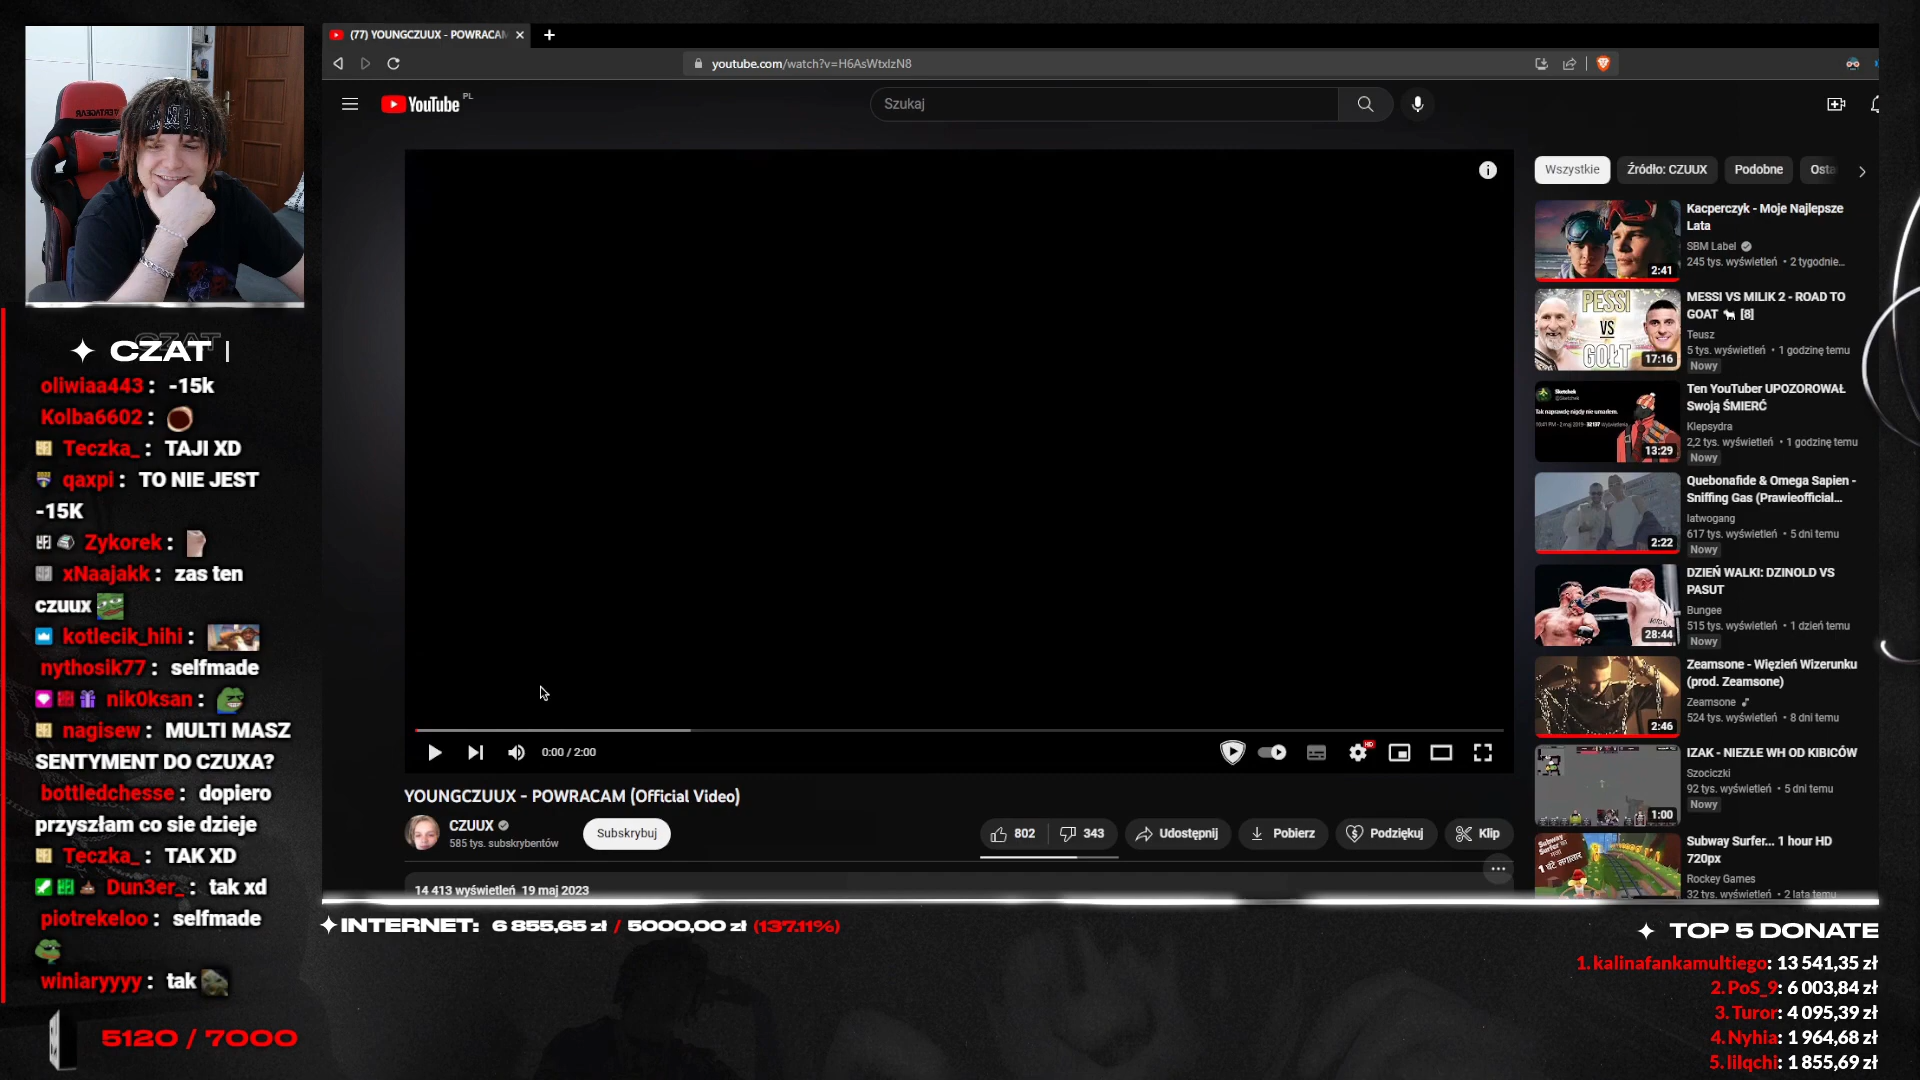 (77) YOUNGCZUUX - POWRACAM
youtube.com/watch?v=H6AsWtxlzN8
YouTube PL
Szukaj
Wszystkie
Źródło: CZUUX
Podobne
Osta
Kacperczyk - Moje Najlepsze
Lata
SBM Label
245 tys. wyświetleń • 2 tygodnie...
2:41
PESSI
VS
GOŁT
17:16
MESSI VS MILIK 2 - ROAD TO
GOAT [8]
Teusz
5 tys. wyświetleń • 1 godzinę temu
Nowy
13:29
Ten YouTuber UPOZOROWAŁ
Swoją ŚMIERĆ
Klepsydra
2,2 tys. wyświetleń • 1 godzinę temu
Nowy
Quebonafide & Omega Sapien -
Sniffing Gas (Prawieofficial...
latwogang
617 tys. wyświetleń • 5 dni temu
Nowy
2:22
DZIEŃ WALKI: DZINOLD VS
PASUT
Bungee
515 tys. wyświetleń • 1 dzień temu
Nowy
28:44
Zeamsone - Więzień Wizerunku
(prod. Zeamsone)
Zeamsone
524 tys. wyświetleń • 8 dni temu
2:46
IZAK - NIEZŁE WH OD KIBICÓW
Szociczki
92 tys. wyświetleń • 5 dni temu
Nowy
1:00
Subway Surfer... 1 hour HD
720px
Rockey Games
32 tys. wyświetleń • 2 lata temu
0:00 / 2:00
HD
YOUNGCZUUX - POWRACAM (Official Video)
CZUUX
585 tys. subskrybentów
Subskrybuj
802
343
Udostępnij
Pobierz
Podziękuj
Klip
14 413 wyświetleń 19 maj 2023
CZAT
oliwiaa443 : -15k
Kolba6602 :
Teczka_ : TAJI XD
qaxpi : TO NIE JEST
-15K
Zykorek :
xNaajakk : zas ten
czuux
kotlecik_hihi :
nythosik77 : selfmade
nik0ksan :
nagisew : MULTI MASZ
SENTYMENT DO CZUXA?
bottledchesse : dopiero
przyszłam co sie dzieje
Teczka_ : TAK XD
Dun3er_ : tak xd
piotrekeloo : selfmade
winiaryyyy : tak
5120 / 7000
INTERNET: 6 855,65 zł / 5000,00 zł (137.11%)
TOP 5 DONATE
1. kalinafankamultiego: 13 541,35 zł
2. PoS_9: 6 003,84 zł
3. Turor: 4 095,39 zł
4. Nyhia: 1 964,68 zł
5. lilqchi: 1 855,69 zł